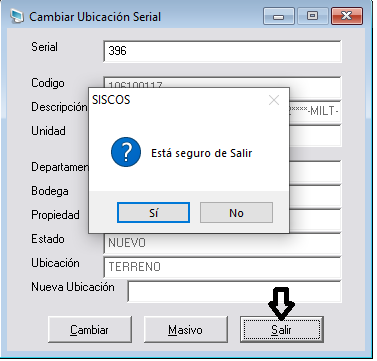 Cambiar Ubicación Serial
Serial 396
Codigo 106100117
Descripción ****-MILT-
Unidad
SISCOS
Está seguro de Salir
Sí No
Departamen
Bodega
Propiedad
Estado NUEVO
Ubicación TERRENO
Nueva Ubicación
Cambiar Masivo Salir